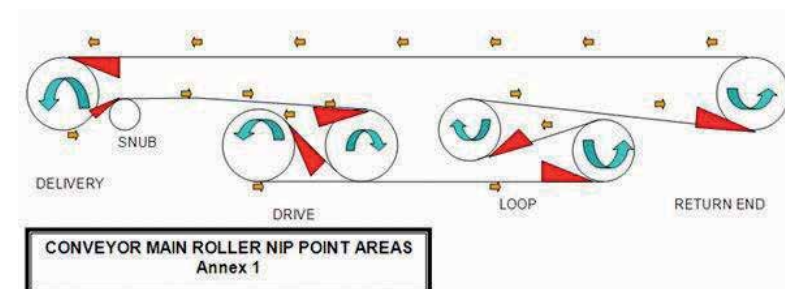 SNUB
DELIVERY
DRIVE
LOOP
RETURN END
CONVEYOR MAIN ROLLER NIP POINT AREAS
Annex 1